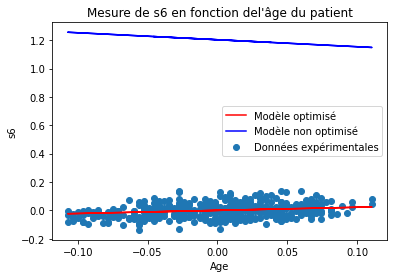 Mesure de s6 en fonction del'âge du patient
s6
1.2
1.0
0.8
0.6
0.4
0.2
0.0
−0.2
Modèle optimisé
Modèle non optimisé
Données expérimentales
−0.10
−0.05
0.00
0.05
0.10
Age